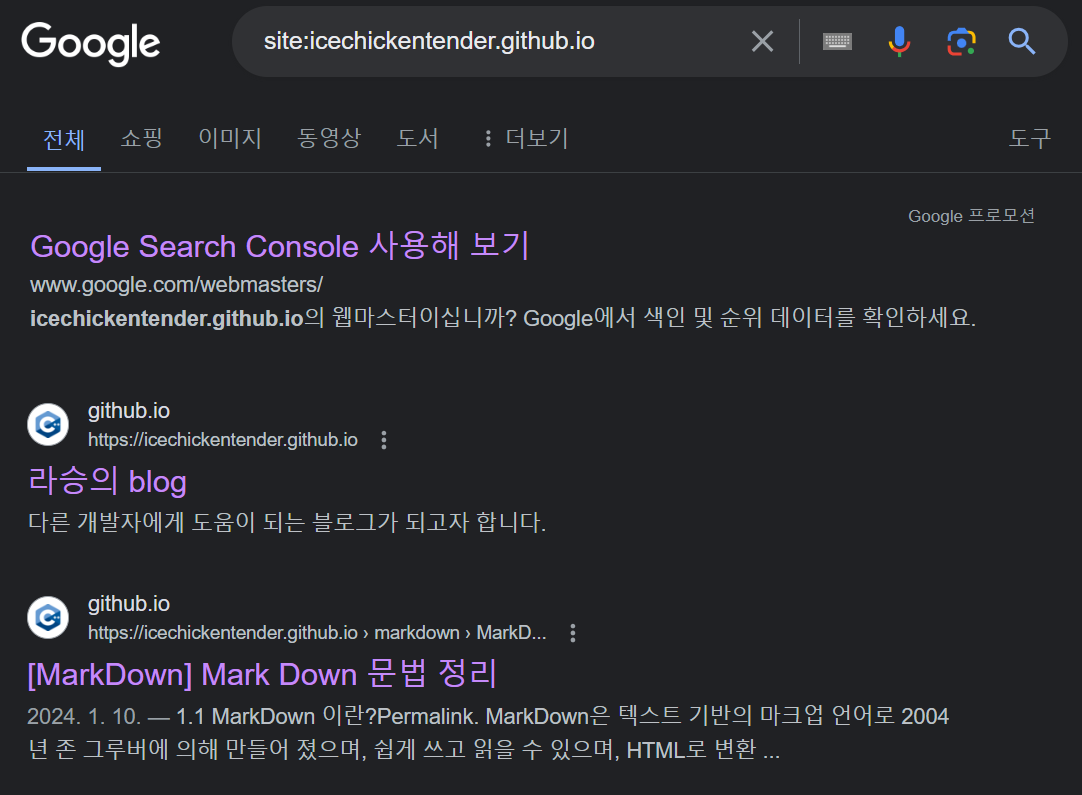 Google
site:icechickentender.github.io
전체 쇼핑 이미지 동영상 도서 더보기 도구
Google 프로모션
Google Search Console 사용해 보기
www.google.com/webmasters/
icechickentender.github.io의 웹마스터이십니까? Google에서 색인 및 순위 데이터를 확인하세요.
github.io
https://icechickentender.github.io
라승의 blog
다른 개발자에게 도움이 되는 블로그가 되고자 합니다.
github.io
https://icechickentender.github.io › markdown › MarkD...
[MarkDown] Mark Down 문법 정리
2024. 1. 10. — 1.1 MarkDown 이란?Permalink. MarkDown은 텍스트 기반의 마크업 언어로 2004
년 존 그루버에 의해 만들어 졌으며, 쉽게 쓰고 읽을 수 있으며, HTML로 변환 ...